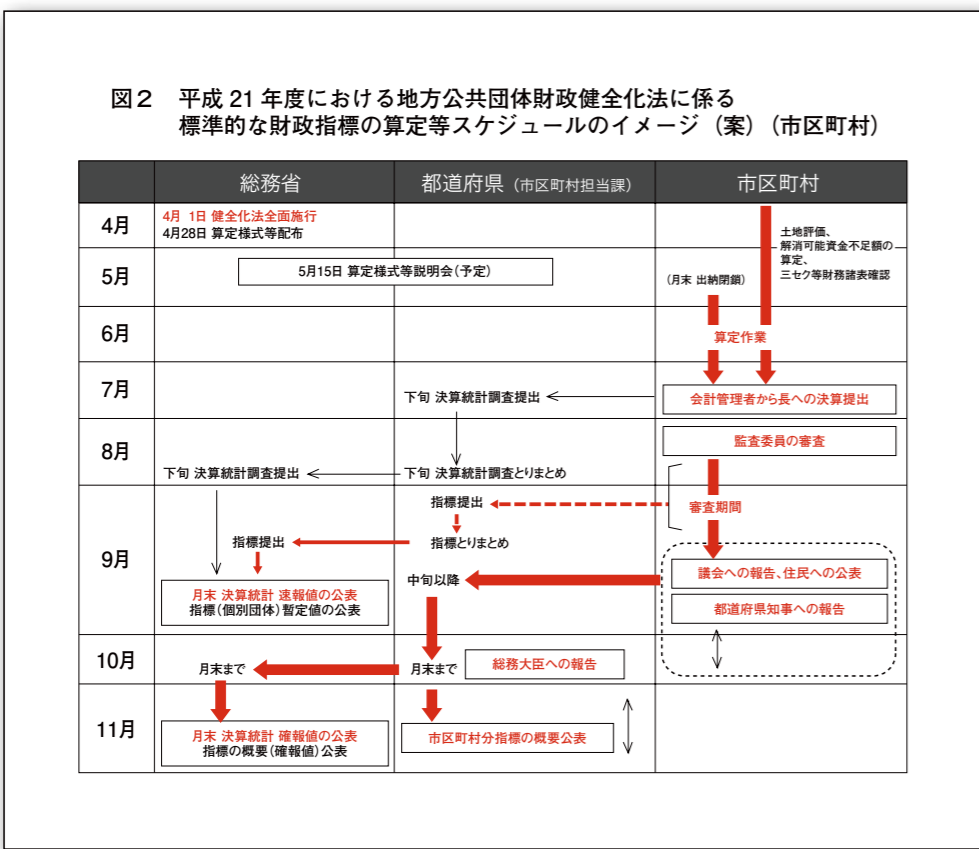 図2 平成 21 年度における地方公共団体財政健全化法に係る
標準的な財政指標の算定等スケジュールのイメージ（案）（市区町村）
総務省
都道府県（市区町村担当課）
市区町村
4月
4月 1日 健全化法全面施行
4月28日 算定様式等配布
土地評価、
解消可能資金不足額の
算定、
三セク等財務諸表確認
5月
5月15日 算定様式等説明会（予定）
（月末 出納閉鎖）
6月
算定作業
7月
下旬 決算統計調査提出
会計管理者から長への決算提出
8月
監査委員の審査
下旬 決算統計調査提出
下旬 決算統計調査とりまとめ
9月
指標提出
審査期間
指標提出
指標とりまとめ
中旬以降
議会への報告、住民への公表
月末 決算統計 速報値の公表
指標（個別団体）暫定値の公表
都道府県知事への報告
10月
月末まで
月末まで
総務大臣への報告
11月
月末 決算統計 確報値の公表
指標の概要（確報値）公表
市区町村分指標の概要公表